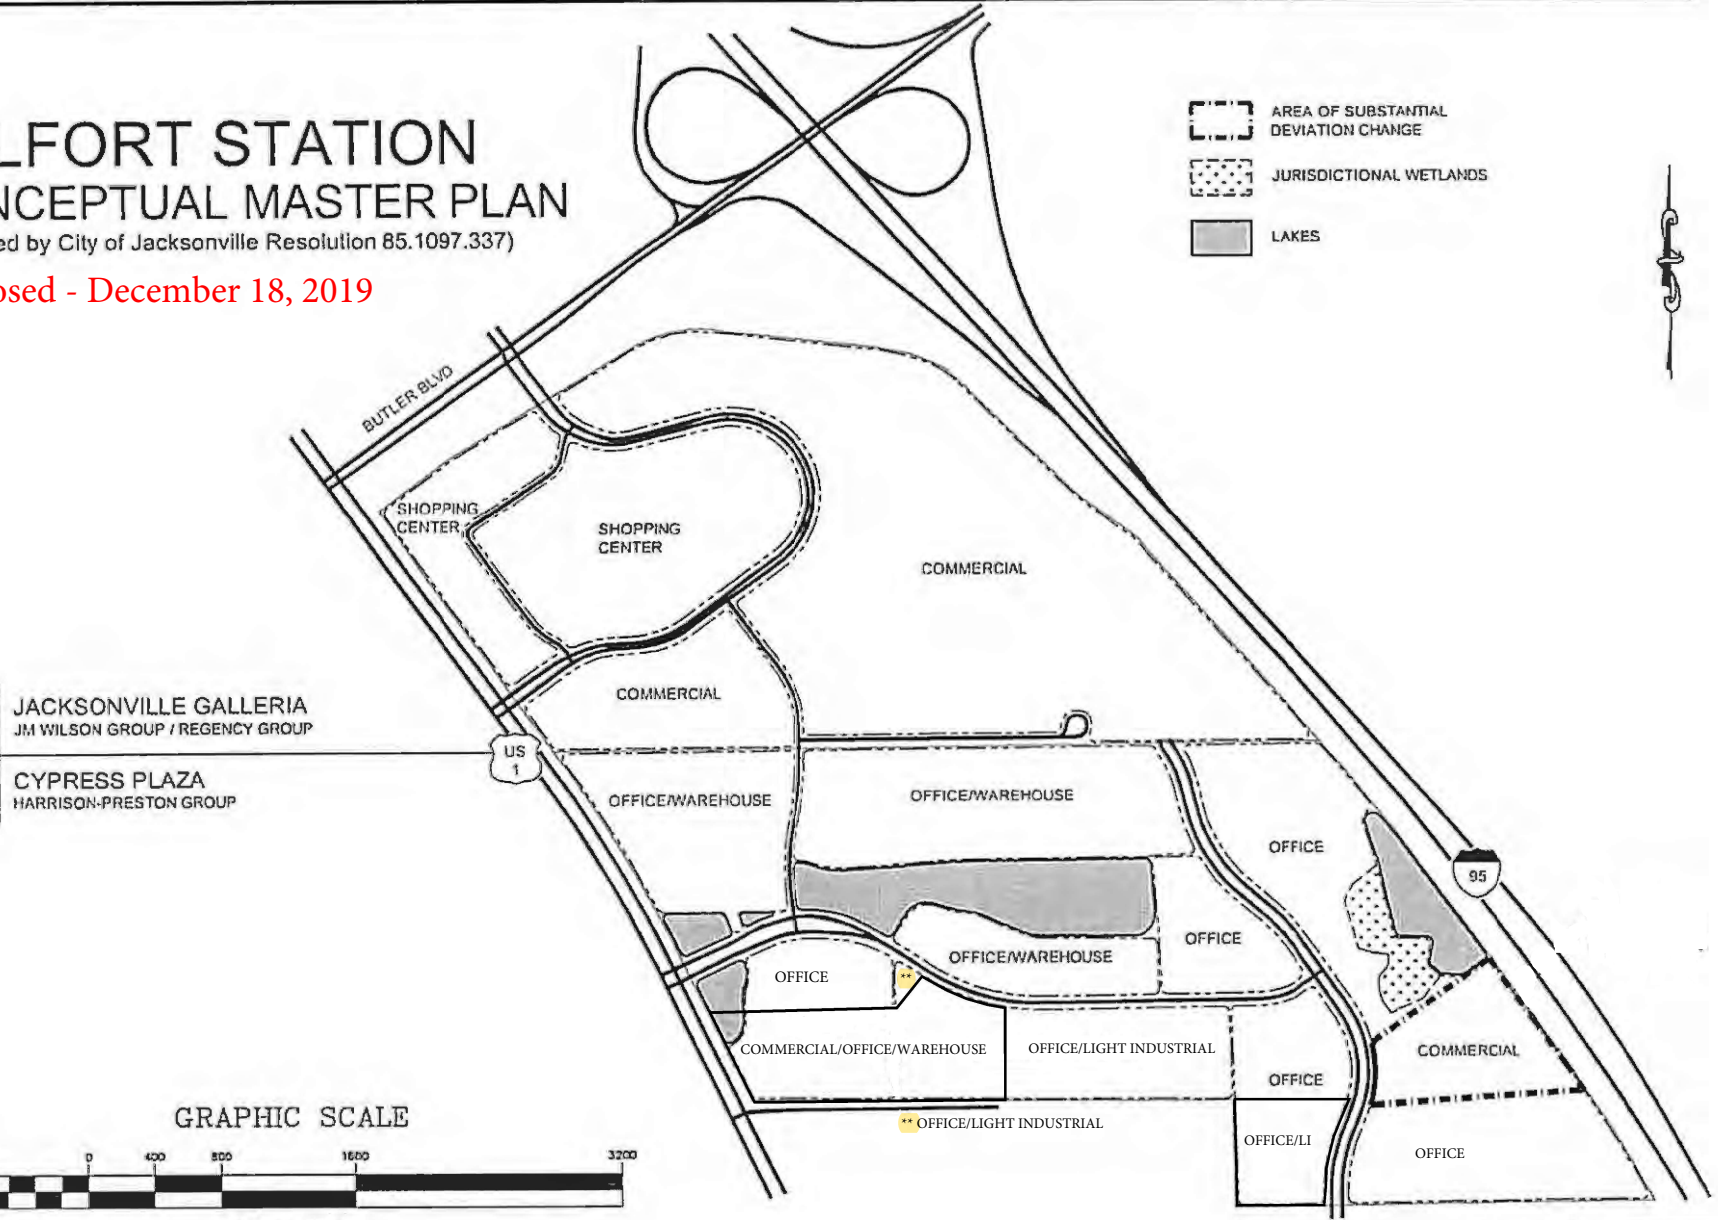 LFORT STATION
NCEPTUAL MASTER PLAN
ed by City of Jacksonville Resolution 85.1097.337)
osed - December 18, 2019
AREA OF SUBSTANTIAL
DEVIATION CHANGE
JURISDICTIONAL WETLANDS
LAKES
BUTLER BLVD
SHOPPING
CENTER
SHOPPING
CENTER
COMMERCIAL
COMMERCIAL
JACKSONVILLE GALLERIA
JM WILSON GROUP / REGENCY GROUP
US
1
CYPRESS PLAZA
HARRISON-PRESTON GROUP
OFFICE/WAREHOUSE
OFFICE/WAREHOUSE
OFFICE
95
OFFICE
OFFICE/WAREHOUSE
OFFICE
**
COMMERCIAL/OFFICE/WAREHOUSE
OFFICE/LIGHT INDUSTRIAL
COMMERCIAL
OFFICE
** OFFICE/LIGHT INDUSTRIAL
OFFICE/LI
OFFICE
GRAPHIC SCALE
0 400 800 1600 3200